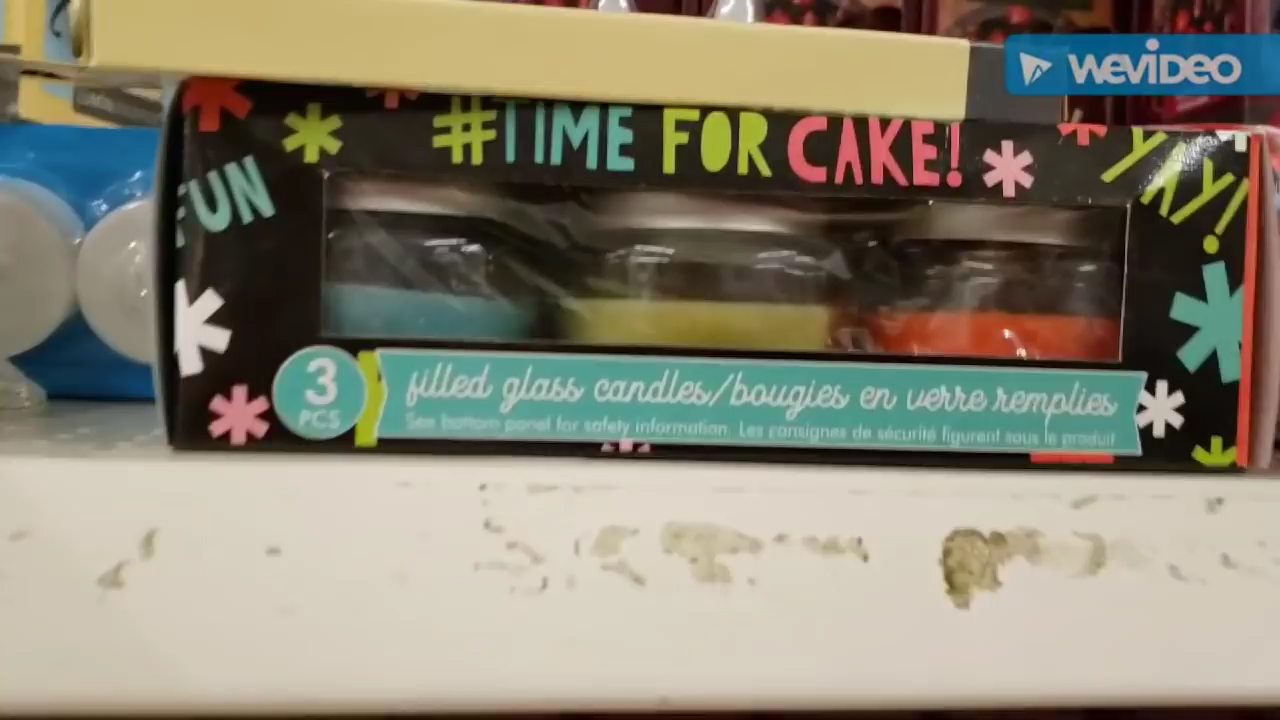 WeVideo
#TIME FOR CAKE!
FUN
YAY!
3
PCS
filled glass candles/bougies en verre remplies
See bottom panel for safety information. Les consignes de sécurité figurent sous le produit